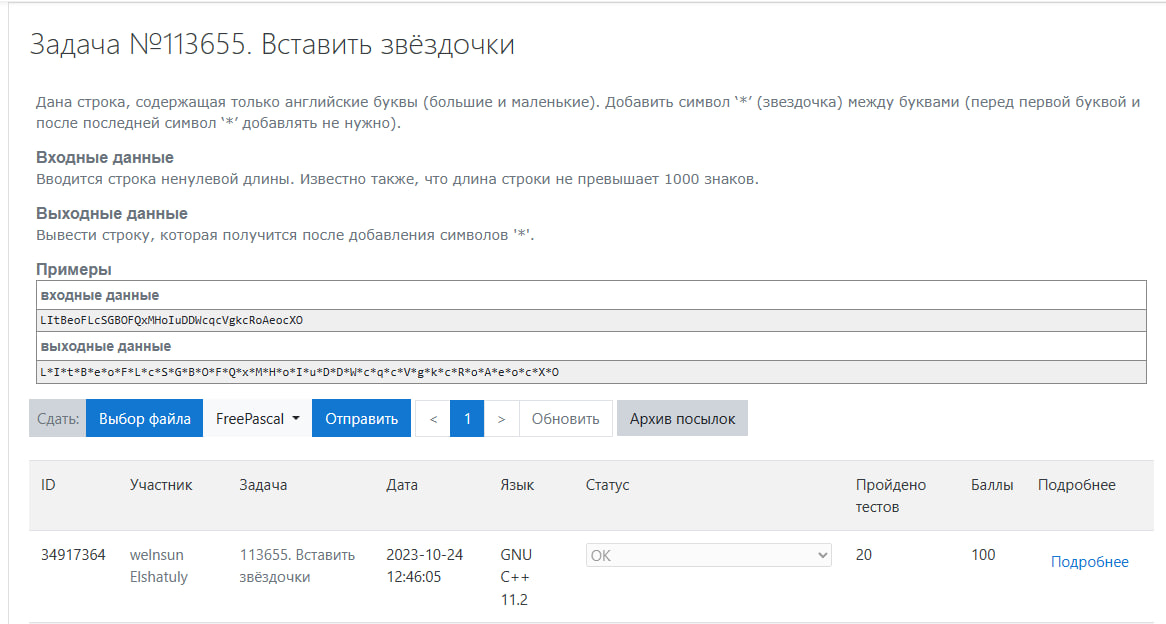 Задача №113655. Вставить звёздочки
Дана строка, содержащая только английские буквы (большие и маленькие). Добавить символ ‘*’ (звездочка) между буквами (перед первой буквой и
после последней символ ‘*’ добавлять не нужно).
Входные данные
Вводится строка ненулевой длины. Известно также, что длина строки не превышает 1000 знаков.
Выходные данные
Вывести строку, которая получится после добавления символов '*'.
Примеры
входные данные
LItBeoFLcSGBOFQxMHoIuDDWcqcVgkcRoAeocXO
выходные данные
L*I*t*B*e*o*F*L*c*S*G*B*O*F*Q*x*M*H*o*I*u*D*D*W*c*q*c*V*g*k*c*R*o*A*e*o*c*X*O
Сдать: Выбор файла FreePascal Отправить < 1 > Обновить Архив посылок
ID Участник Задача Дата Язык Статус Пройдено тестов Баллы Подробнее
34917364 welnsun 113655. Вставить 2023-10-24 GNU OK 20 100 Подробнее
Elshatuly звёздочки 12:46:05 C++
11.2